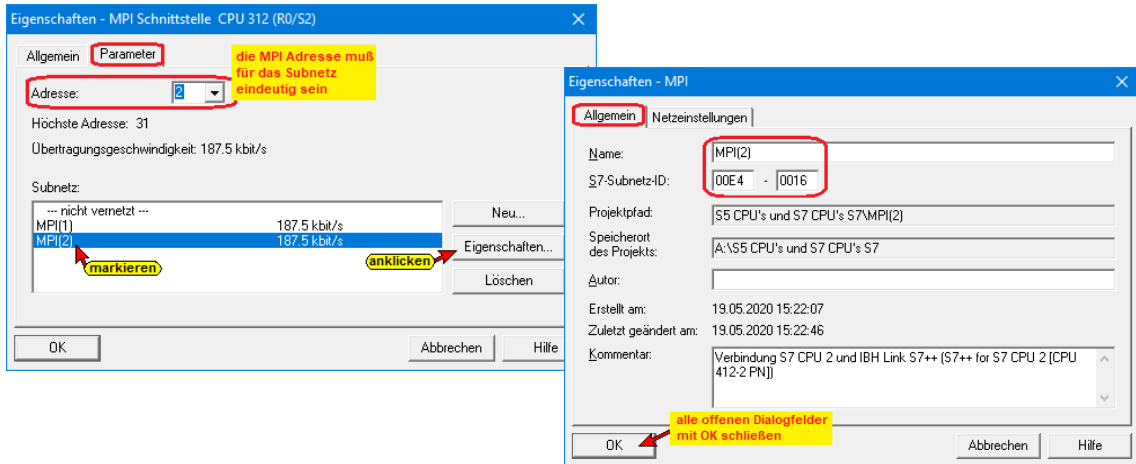 Eigenschaften - MPI Schnittstelle CPU 312 (R0/S2)
Allgemein Parameter
die MPI Adresse muß
für das Subnetz
eindeutig sein
Adresse: 2
Höchste Adresse: 31
Übertragungsgeschwindigkeit: 187.5 kbit/s
Subnetz:
--- nicht vernetzt ---
MPI(1) 187.5 kbit/s
MPI(2) 187.5 kbit/s
markieren
anklicken
Neu...
Eigenschaften...
Löschen
OK Abbrechen Hilfe
Eigenschaften - MPI
Allgemein Netzeinstellungen
Name: MPI(2)
S7-Subnetz-ID: 00E4 - 0016
Projektpfad: S5 CPU's und S7 CPU's S7\MPI(2)
Speicherort
des Projekts: A:\S5 CPU's und S7 CPU's S7
Autor:
Erstellt am: 19.05.2020 15:22:07
Zuletzt geändert am: 19.05.2020 15:22:46
Kommentar: Verbindung S7 CPU 2 und IBH Link S7++ (S7++ for S7 CPU 2 [CPU
412-2 PN])
alle offenen Dialogfelder
mit OK schließen
OK Abbrechen Hilfe